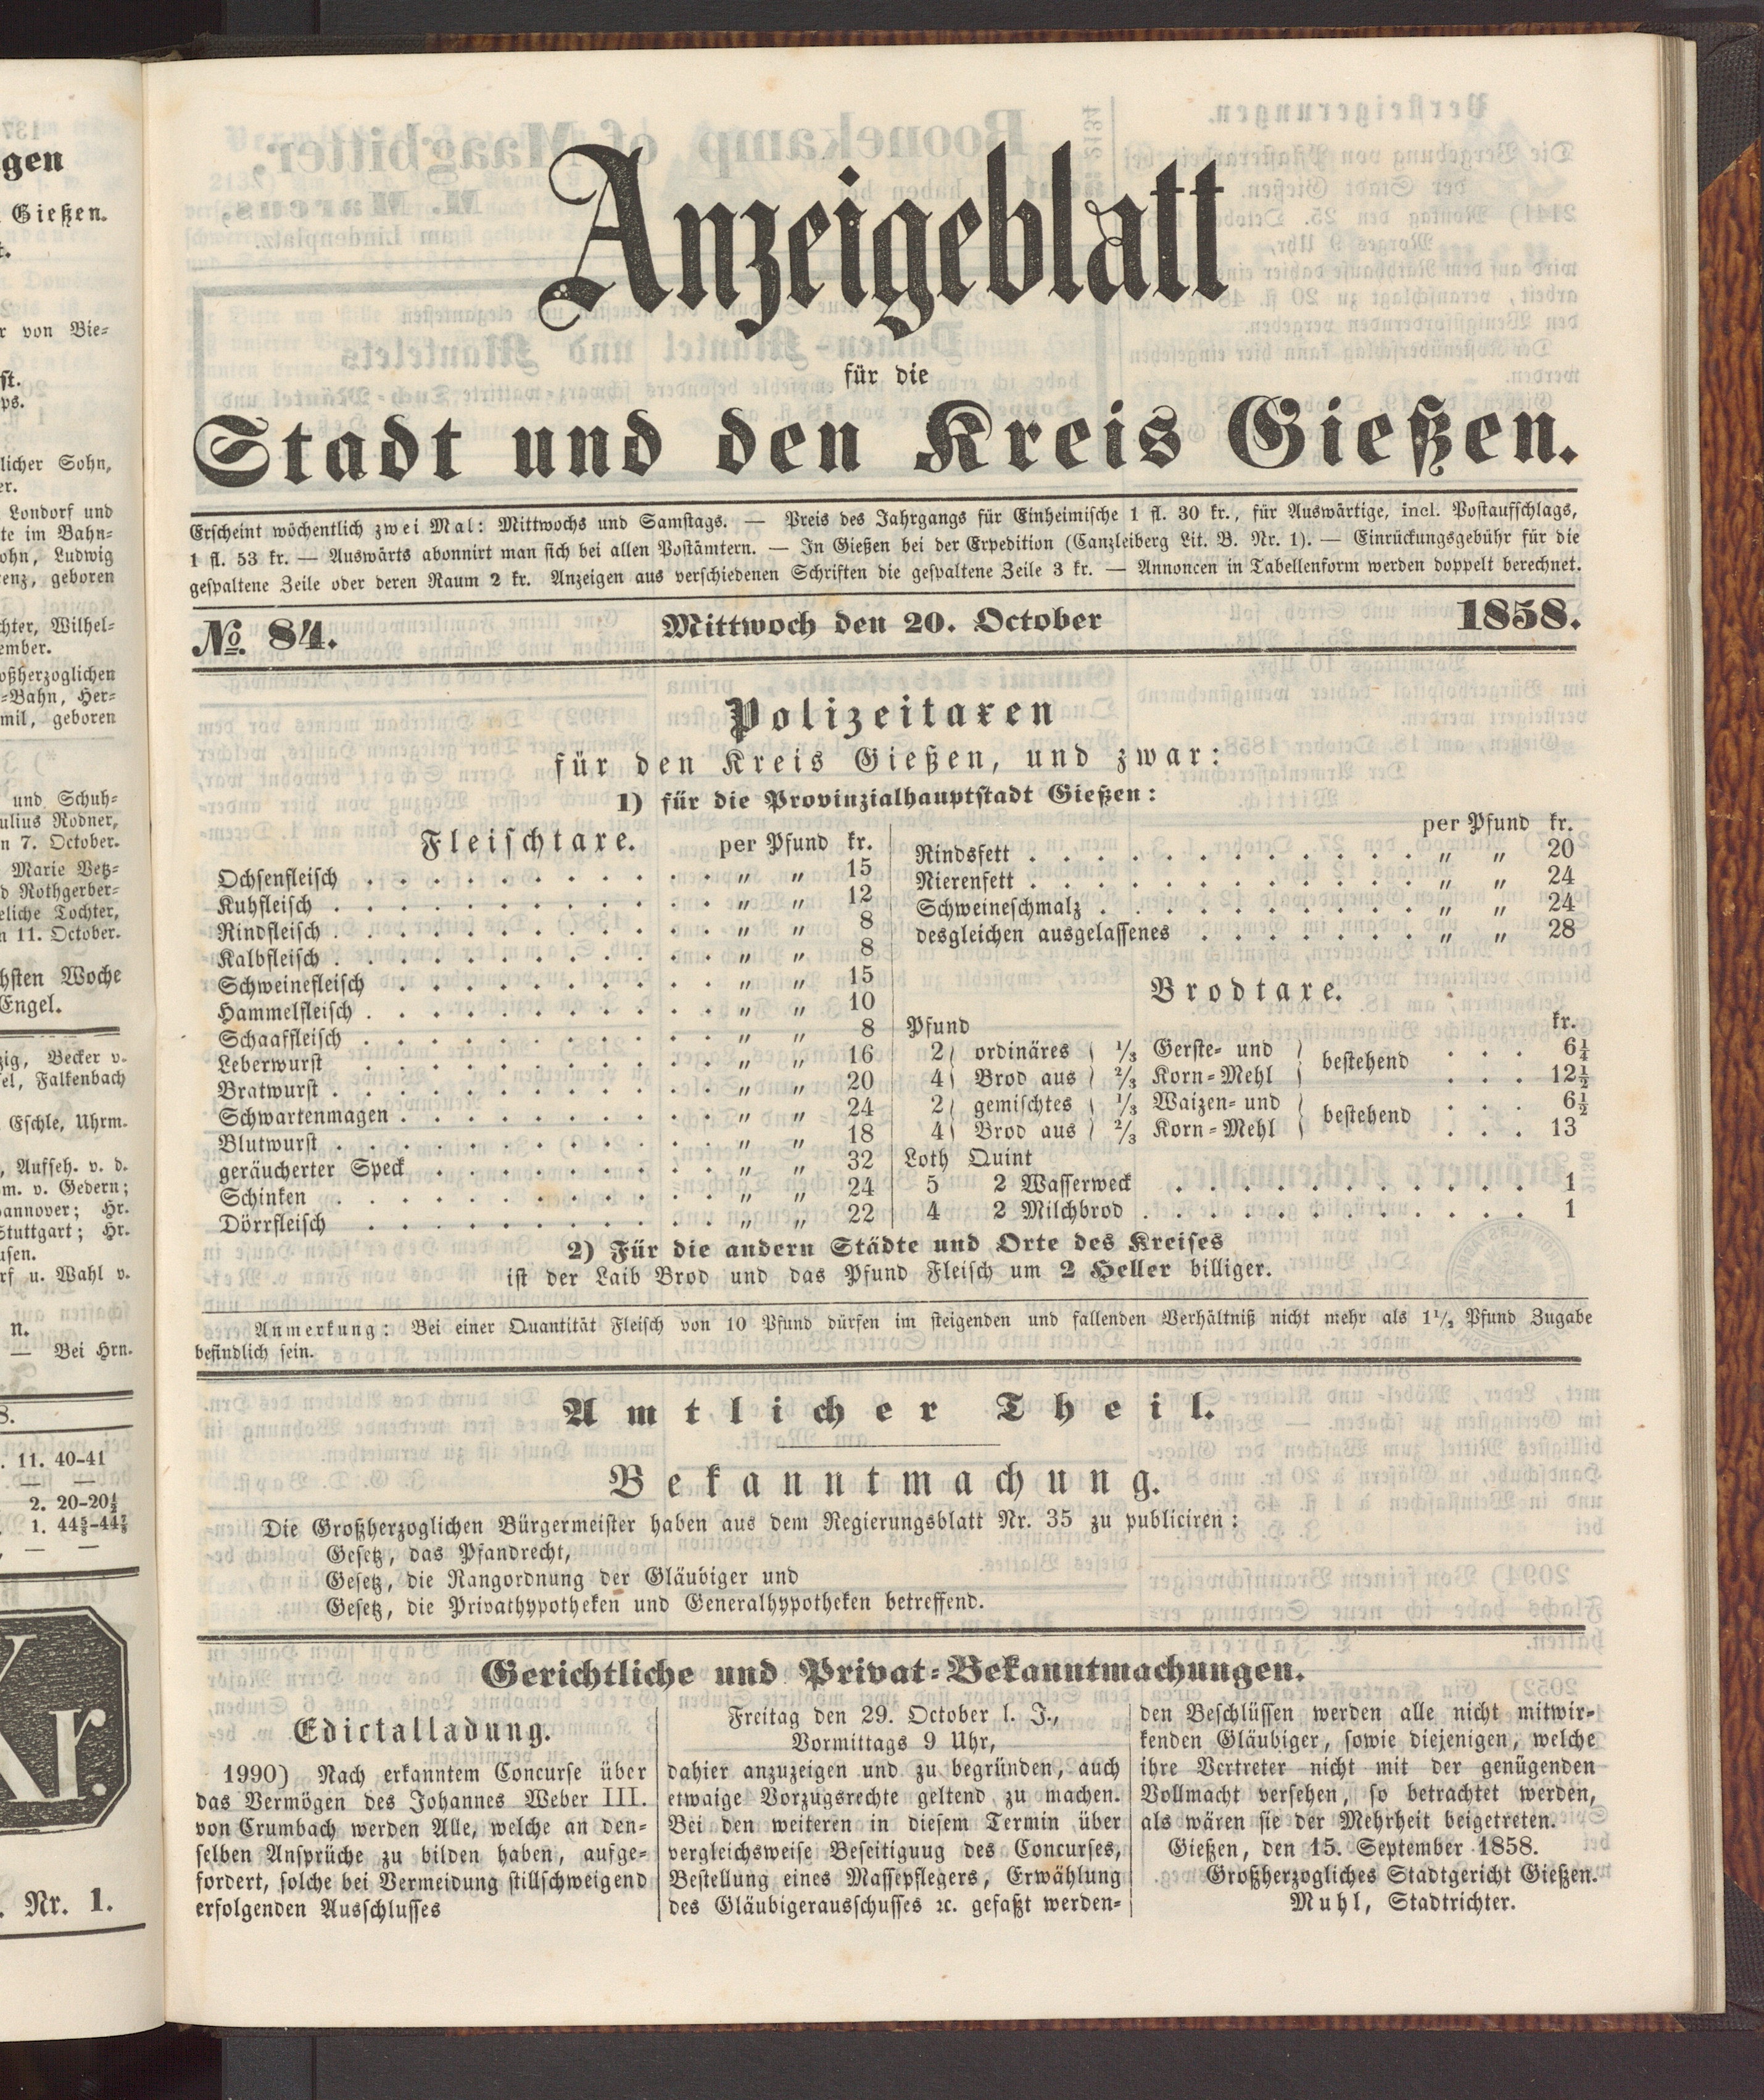 Anzeigeblatt
für die
Stadt und den Kreis Gießen.
Erscheint wöchentlich zwei Mal: Mittwochs und Samstags. — Preis des Jahrgangs für Einheimische 1 fl. 30 kr., für Auswärtige, incl. Postaufschlags,
1 fl. 53 kr. — Auswärts abonnirt man sich bei allen Postämtern. — In Gießen bei der Expedition (Canzleiberg Lit. B. Nr. 1). — Einrückungsgebühr für die
gespaltene Zeile oder deren Raum 2 kr. Anzeigen aus verschiedenen Schriften die gespaltene Zeile 3 kr. — Annoncen in Tabellenform werden doppelt berechnet.
No. 84. Mittwoch den 20. October 1858.
Polizeitaxen
für den Kreis Gießen, und zwar:
1) für die Provinzialhauptstadt Gießen:
Fleischtaxe. per Pfund kr.
Ochsenfleisch . . . . . . . . . . . . . „ „ 15
Kuhfleisch . . . . . . . . . . . . . „ „ 12
Rindfleisch . . . . . . . . . . . . . „ „ 8
Kalbfleisch . . . . . . . . . . . . . „ „ 8
Schweinefleisch . . . . . . . . . . . . „ „ 15
Hammelfleisch . . . . . . . . . . . . „ „ 10
Schaaffleisch . . . . . . . . . . . . „ „ 8
Leberwurst . . . . . . . . . . . . „ „ 16
Bratwurst . . . . . . . . . . . . . „ „ 20
Schwartenmagen . . . . . . . . . . . „ „ 24
Blutwurst . . . . . . . . . . . . . „ „ 18
geräucherter Speck . . . . . . . . . . „ „ 32
Schinken . . . . . . . . . . . . . „ „ 24
Dörrfleisch . . . . . . . . . . . . „ „ 22
per Pfund kr.
Rindsfett . . . . . . . . . . . . „ „ 20
Nierenfett . . . . . . . . . . . . „ „ 24
Schweineschmalz . . . . . . . . . . „ „ 24
desgleichen ausgelassenes . . . . . . . „ „ 28
Brodtaxe.
Pfund kr.
2) ordinäres ( 1/3 Gerste- und ) bestehend . . . 6¼
4) Brod aus ( 2/3 Korn-Mehl ) . . . 12½
2) gemischtes ( 1/3 Waizen- und ) bestehend . . . 6½
4) Brod aus ( 2/3 Korn-Mehl ) . . . 13
Loth Quint
5 2 Wasserweck . . . . . . . . . . 1
4 2 Milchbrod . . . . . . . . . . . 1
2) Für die andern Städte und Orte des Kreises
ist der Laib Brod und das Pfund Fleisch um 2 Heller billiger.
Anmerkung: Bei einer Quantität Fleisch von 10 Pfund dürfen im steigenden und fallenden Verhältniß nicht mehr als 1½ Pfund Zugabe
befindlich sein.
Amtlicher Theil.
Bekanntmachung.
Die Großherzoglichen Bürgermeister haben aus dem Regierungsblatt Nr. 35 zu publiciren:
Gesetz, das Pfandrecht,
Gesetz, die Rangordnung der Gläubiger und
Gesetz, die Privathypotheken und Generalhypotheken betreffend.
Gerichtliche und Privat-Bekanntmachungen.
Edictalladung.
1990) Nach erkanntem Concurse über
das Vermögen des Johannes Weber III.
von Crumbach werden Alle, welche an den-
selben Ansprüche zu bilden haben, aufge-
fordert, solche bei Vermeidung stillschweigend
erfolgenden Ausschlusses
Freitag den 29. October l. J.,
Vormittags 9 Uhr,
dahier anzuzeigen und zu begründen, auch
etwaige Vorzugsrechte geltend zu machen.
Bei den weiteren in diesem Termin über
vergleichsweise Beseitigung des Concurses,
Bestellung eines Massepflegers, Erwählung
des Gläubigerausschusses ꝛc. gefaßt werden-
den Beschlüssen werden alle nicht mitwir-
kenden Gläubiger, sowie diejenigen, welche
ihre Vertreter nicht mit der genügenden
Vollmacht versehen, so betrachtet werden,
als wären sie der Mehrheit beigetreten.
Gießen, den 15. September 1858.
Großherzogliches Stadtgericht Gießen.
Muhl, Stadtrichter.